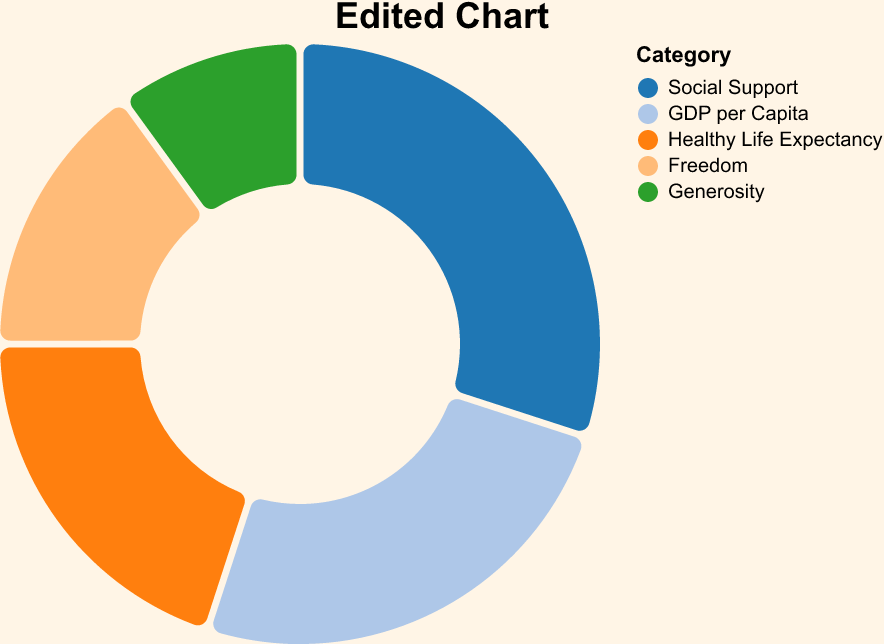 Edited Chart
Category
Social Support
GDP per Capita
Healthy Life Expectancy
Freedom
Generosity